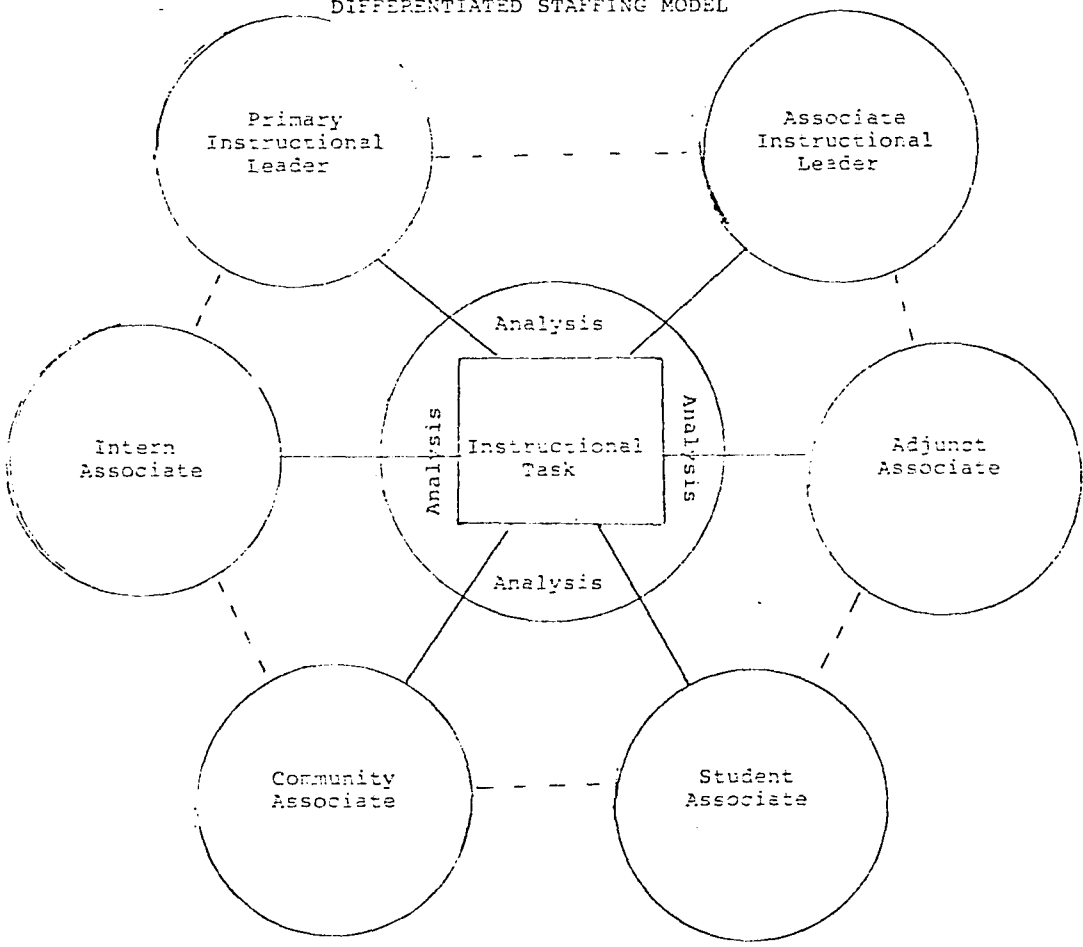 DIFFERENTIATED STAFFING MODEL
Primary
Instructional
Leader
Associate
Instructional
Leader
Analysis
Intern
Associate
Analysis
Instructional
Task
Analysis
Adjunct
Associate
Analysis
Community
Associate
Student
Associate